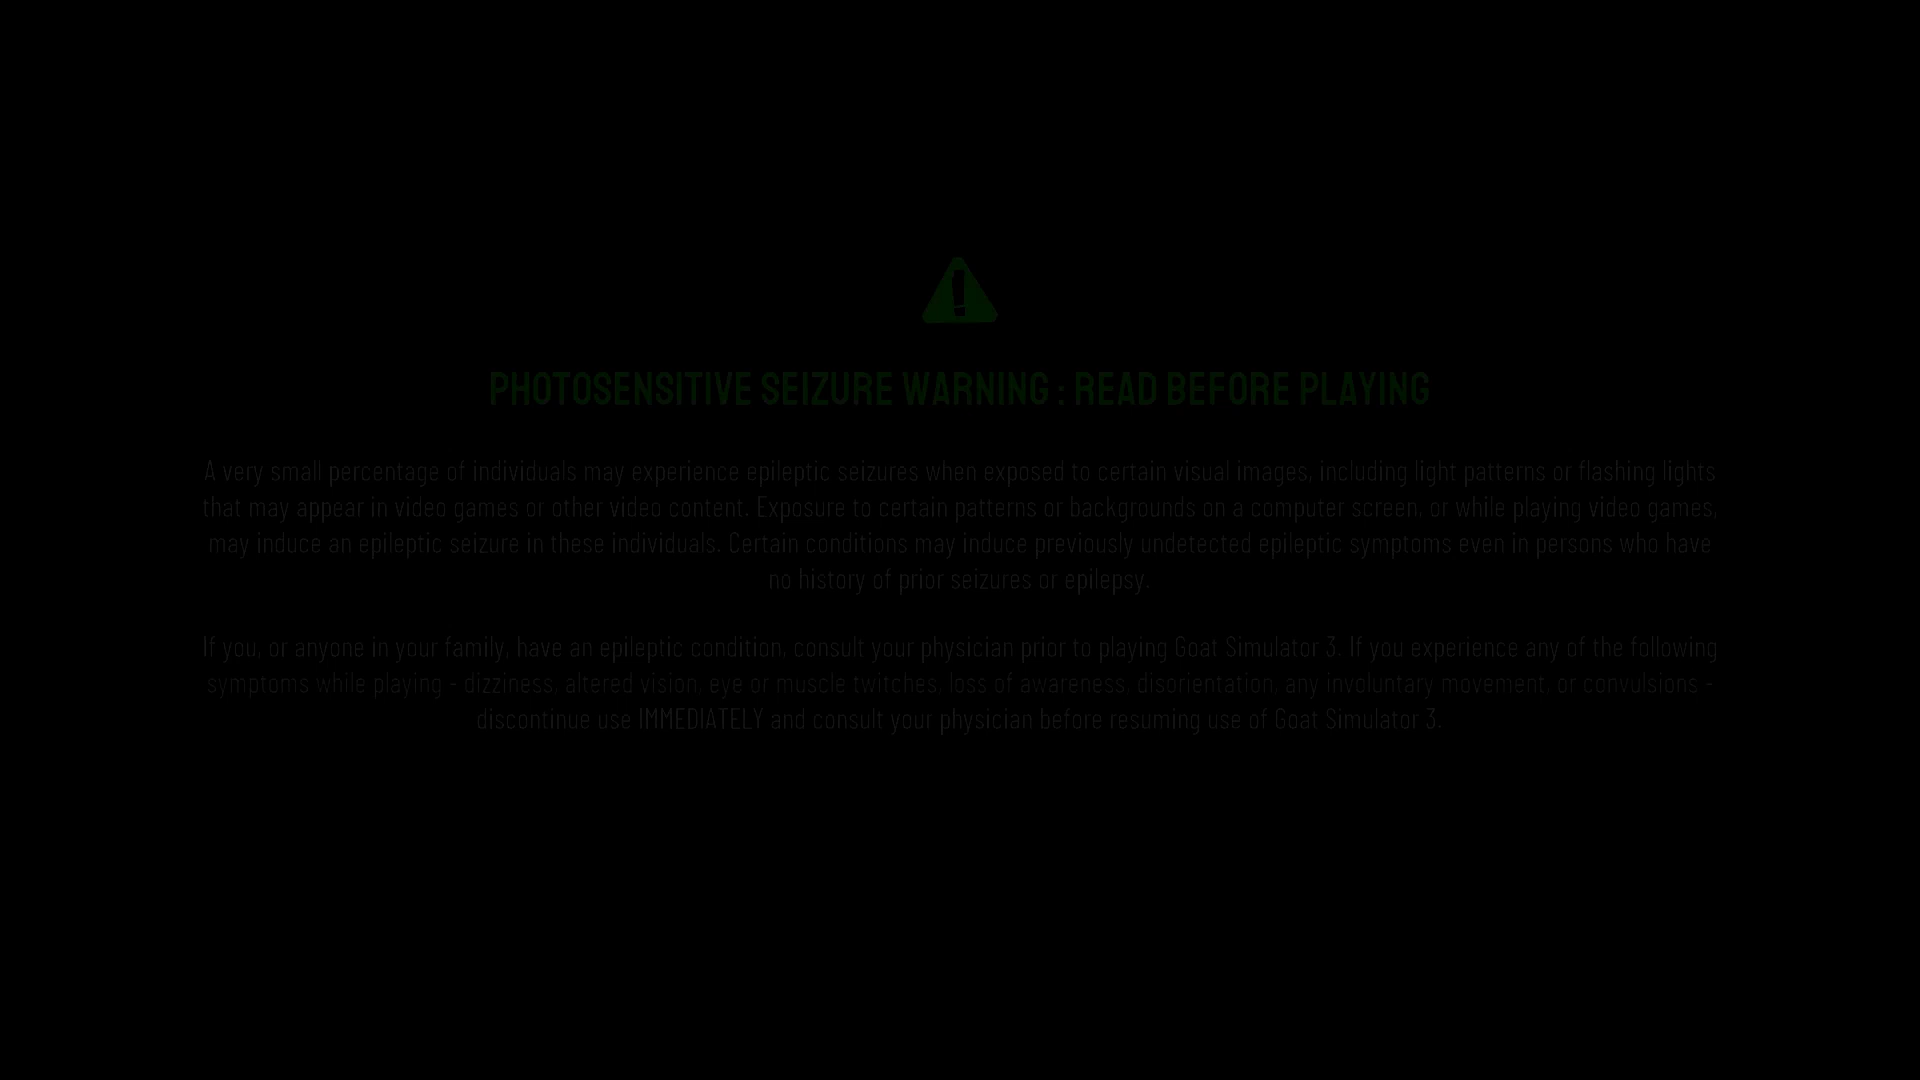 PHOTOSENSITIVE SEIZURE WARNING : READ BEFORE PLAYING
A very small percentage of individuals may experience epileptic seizures when exposed to certain visual images, including light patterns or flashing lights
that may appear in video games or other video content. Exposure to certain patterns or backgrounds on a computer screen, or while playing video games,
may induce an epileptic seizure in these individuals. Certain conditions may induce previously undetected epileptic symptoms even in persons who have
no history of prior seizures or epilepsy.
If you, or anyone in your family, have an epileptic condition, consult your physician prior to playing Goat Simulator 3. If you experience any of the following
symptoms while playing - dizziness, altered vision, eye or muscle twitches, loss of awareness, disorientation, any involuntary movement, or convulsions -
discontinue use IMMEDIATELY and consult your physician before resuming use of Goat Simulator 3.